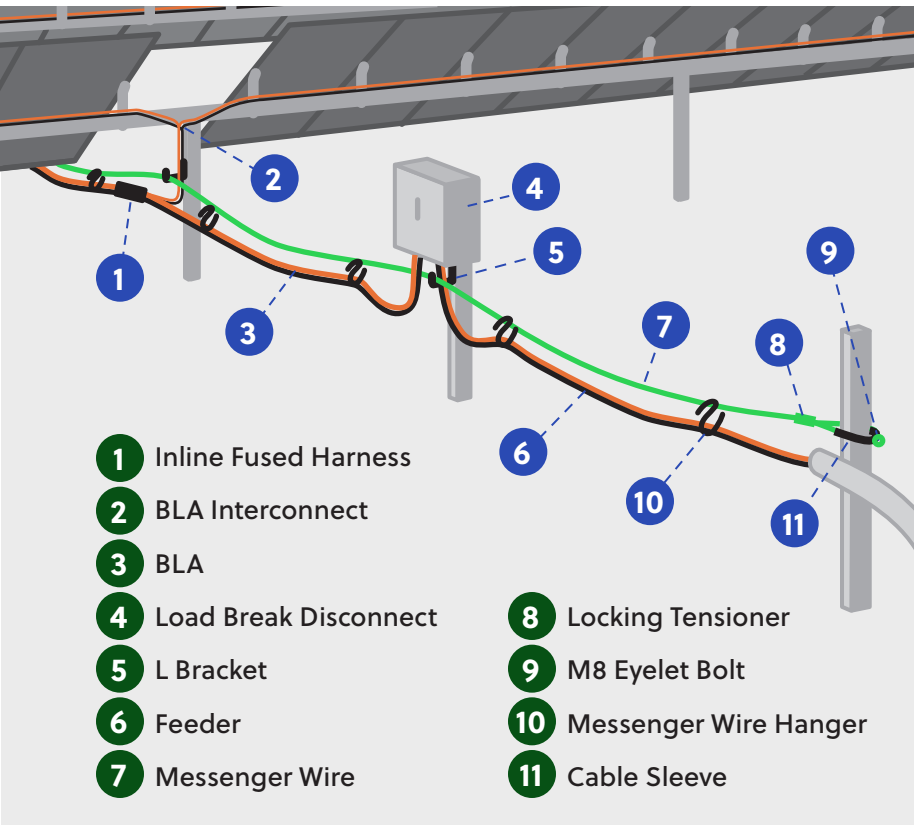 2
4
5
9
1
3
7
8
6
10
11
1 Inline Fused Harness
2 BLA Interconnect
3 BLA
4 Load Break Disconnect
5 L Bracket
6 Feeder
7 Messenger Wire
8 Locking Tensioner
9 M8 Eyelet Bolt
10 Messenger Wire Hanger
11 Cable Sleeve